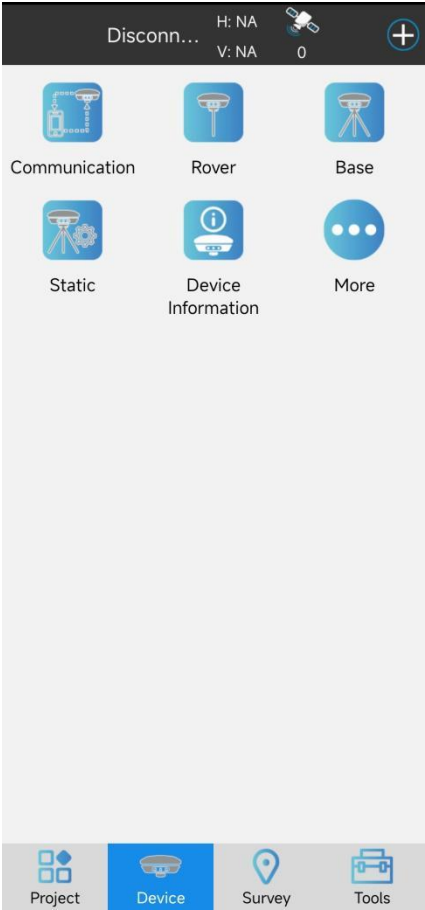 H: NA
Disconn...
V: NA 0
Communication Rover Base
Static Device Information More
Project Device Survey Tools